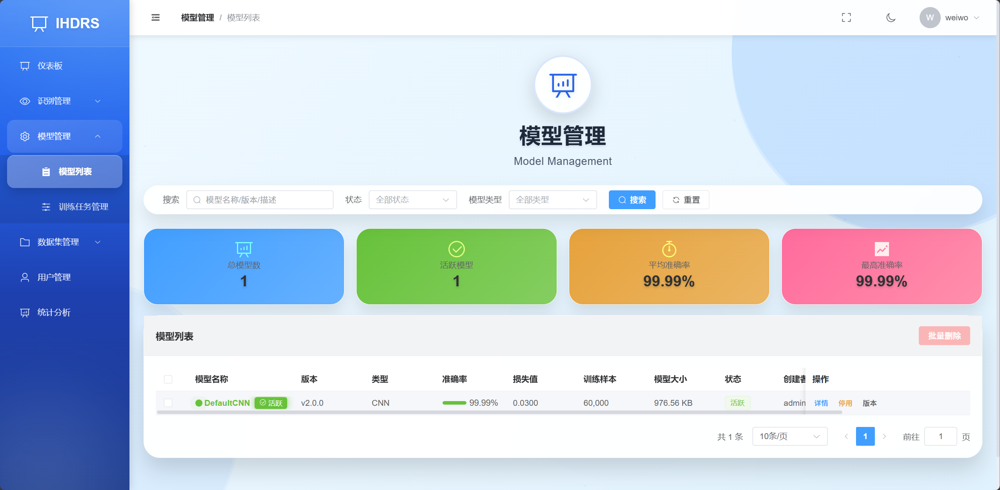 IHDRS
模型管理 / 模型列表
W weiwo
仪表板
识别管理
模型管理
模型列表
训练任务管理
数据集管理
用户管理
统计分析
模型管理
Model Management
搜索 模型名称/版本/描述 状态 全部状态 模型类型 全部类型 搜索 重置
总模型数
1
活跃模型
1
平均准确率
99.99%
最高准确率
99.99%
模型列表 批量删除
模型名称 版本 类型 准确率 损失值 训练样本 模型大小 状态 创建者 操作
DefaultCNN 活跃 v2.0.0 CNN 99.99% 0.0300 60,000 976.56 KB 活跃 admin 详情 停用 版本
共 1 条 10条/页 1 前往 1 页